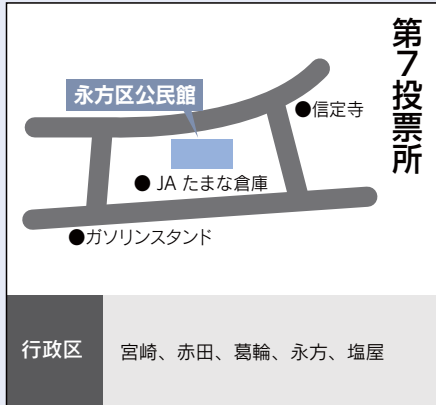 第7投票所
永方区公民館
●信定寺
● JA たまな倉庫
●ガソリンスタンド
行政区
宮崎、赤田、葛輪、永方、塩屋